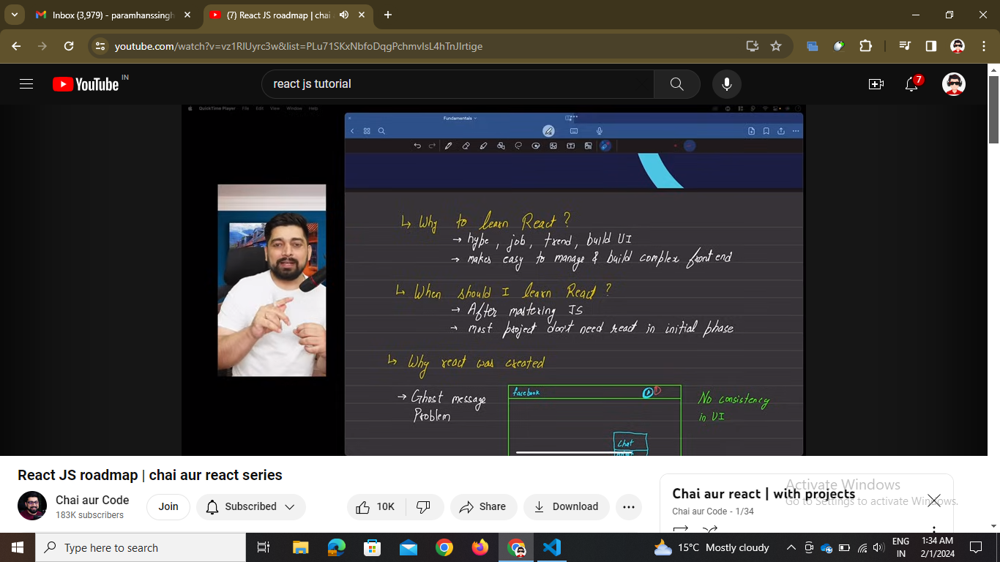 Inbox (3,979) - paramhanssingh
(7) React JS roadmap | chai
youtube.com/watch?v=vz1RlUyrc3w&list=PLu71SKxNbfoDqgPchmvIsL4hTnJIrtige
YouTube IN
react js tutorial
7
QuickTime Player File Edit View Window Help
Fundamentals
Why to learn React?
→ hype, job, trend, build UI
→ makes easy to manage & build complex front end
When should I learn React?
→ After mastering JS
→ most project don't need react in initial phase
Why react was created
→ Ghost message
Problem
facebook
No consistency
in UI
Chat
React JS roadmap | chai aur react series
Chai aur Code
183K subscribers
Join
Subscribed
10K
Share
Download
Chai aur react | with projects
Chai aur Code - 1/34
Activate Windows
Go to Settings to activate Windows.
Type here to search
15°C Mostly cloudy
ENG
IN
1:34 AM
2/1/2024